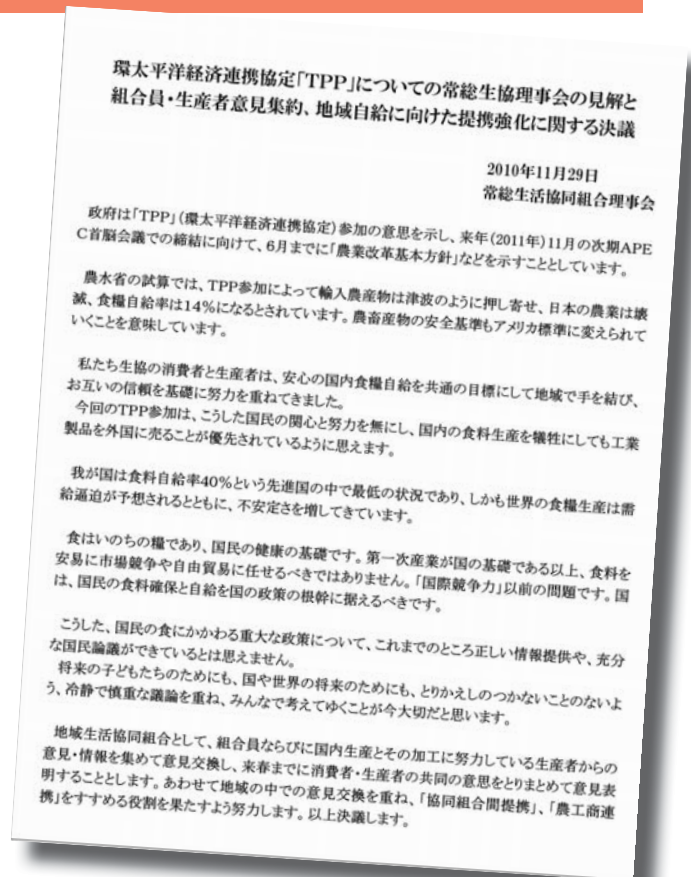 環太平洋経済連携協定「TPP」についての常総生協理事会の見解と
組合員・生産者意見集約、地域自給に向けた提携強化に関する決議
2010年11月29日
常総生活協同組合理事会
政府は「TPP」(環太平洋経済連携協定)参加の意思を示し、来年(2011年)11月の次期APE
C首脳会議での締結に向けて、6月までに「農業改革基本方針」などを示すこととしています。
農水省の試算では、TPP参加によって輸入農産物は津波のように押し寄せ、日本の農業は壊
滅、食糧自給率は14%になるとされています。農畜産物の安全基準もアメリカ標準に変えられて
いくことを意味しています。
私たち生協の消費者と生産者は、安心の国内食糧自給を共通の目標にして地域で手を結び、
お互いの信頼を基礎に努力を重ねてきました。
今回のTPP参加は、こうした国民の関心と努力を無にし、国内の食料生産を犠牲にしても工業
製品を外国に売ることが優先されているように思えます。
我が国は食料自給率40%という先進国の中で最低の状況であり、しかも世界の食糧生産は需
給逼迫が予想されるとともに、不安定さを増してきています。
食はいのちの糧であり、国民の健康の基礎です。第一次産業が国の基礎である以上、食料を
安易に市場競争や自由貿易に任せるべきではありません。「国際競争力」以前の問題です。国
は、国民の食料確保と自給を国の政策の根幹に据えるべきです。
こうした、国民の食にかかわる重大な政策について、これまでのところ正しい情報提供や、充分
な国民論議ができているとは思えません。
将来の子どもたちのためにも、国や世界の将来のためにも、とりかえしのつかないことのないよ
う、冷静で慎重な議論を重ね、みんなで考えてゆくことが今大切だと思います。
地域生活協同組合として、組合員ならびに国内生産とその加工に努力している生産者からの
意見・情報を集めて意見交換し、来春までに消費者・生産者の共同の意思をとりまとめて意見表
明することとします。あわせて地域の中での意見交換を重ね、「協同組合間提携」、「農工商連
携」をすすめる役割を果たすよう努力します。以上決議します。